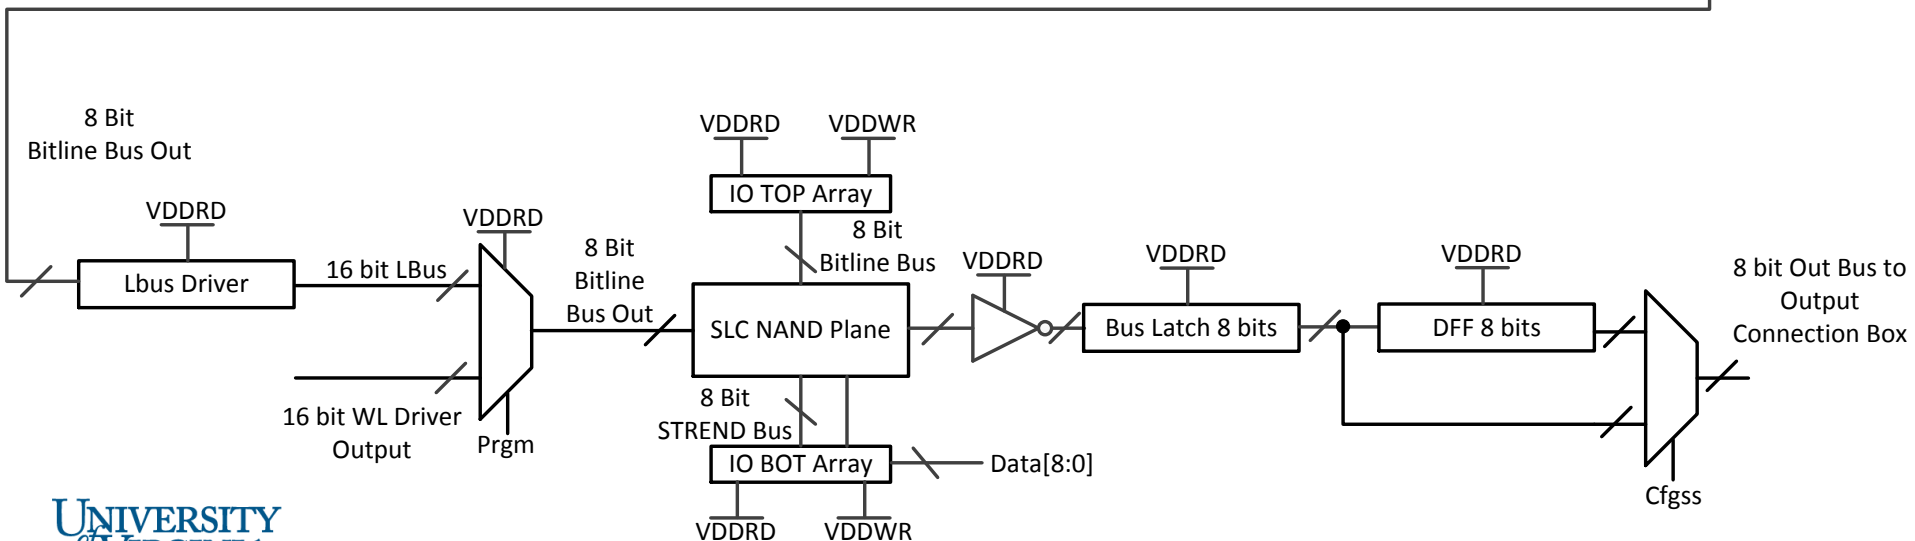 8 Bit
Bitline Bus Out
VDDRD
Lbus Driver
16 bit LBus
16 bit WL Driver
Output
VDDRD
Prgm
8 Bit
Bitline
Bus Out
VDDRD
VDDWR
IO TOP Array
8 Bit
Bitline Bus
SLC NAND Plane
8 Bit
STREND Bus
IO BOT Array
Data[8:0]
VDDRD
VDDWR
VDDRD
VDDRD
Bus Latch 8 bits
VDDRD
DFF 8 bits
8 bit Out Bus to
Output
Connection Box
Cfgss
UNIVERSITY